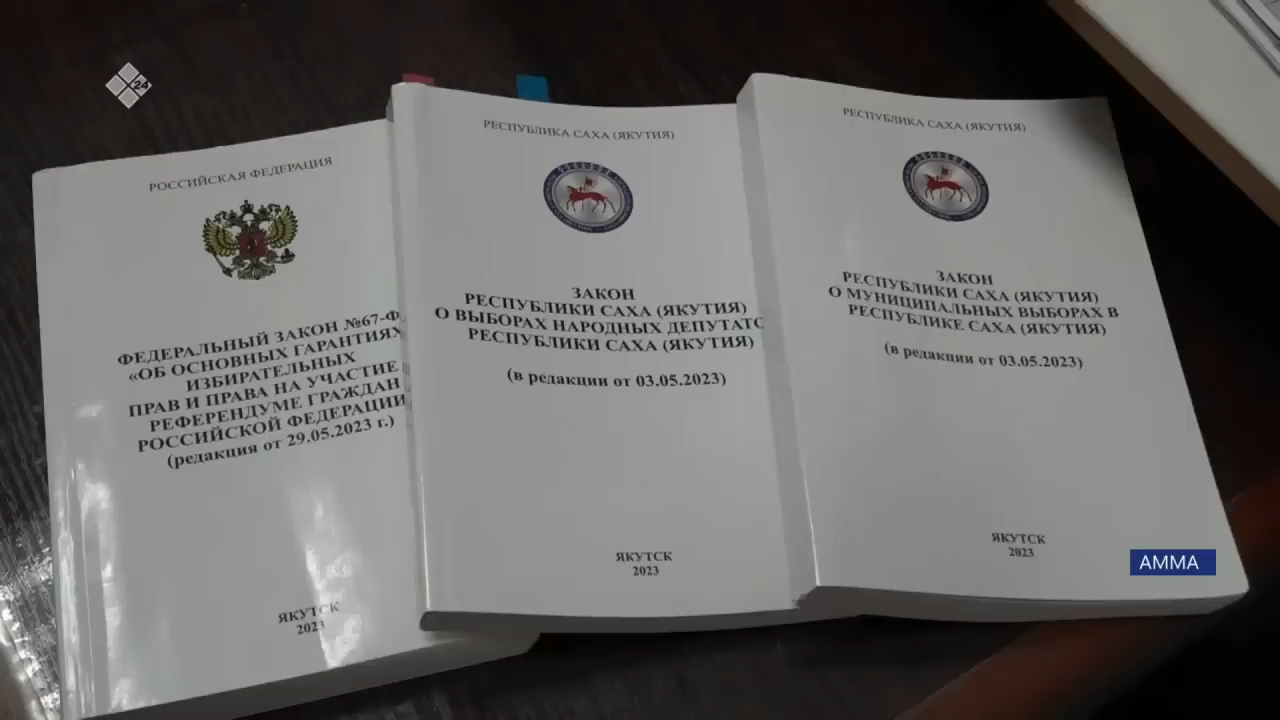 24
РОССИЙСКАЯ ФЕДЕРАЦИЯ
ФЕДЕРАЛЬНЫЙ ЗАКОН №67-Ф
«ОБ ОСНОВНЫХ ГАРАНТИЯХ
ИЗБИРАТЕЛЬНЫХ
ПРАВ И ПРАВА НА УЧАСТИЕ
РЕФЕРЕНДУМЕ ГРАЖДАН
РОССИЙСКОЙ ФЕДЕРАЦИИ
(редакция от 29.05.2023 г.)
ЯКУТСК
2023
РЕСПУБЛИКА САХА (ЯКУТИЯ)
ЗАКОН
РЕСПУБЛИКИ САХА (ЯКУТИЯ)
О ВЫБОРАХ НАРОДНЫХ ДЕПУТАТО
РЕСПУБЛИКИ САХА (ЯКУТИЯ)
(в редакции от 03.05.2023)
ЯКУТСК
2023
РЕСПУБЛИКА САХА (ЯКУТИЯ)
ЗАКОН
РЕСПУБЛИКИ САХА (ЯКУТИЯ)
О МУНИЦИПАЛЬНЫХ ВЫБОРАХ В
РЕСПУБЛИКЕ САХА (ЯКУТИЯ)
(в редакции от 03.05.2023)
ЯКУТСК
2023
АММА